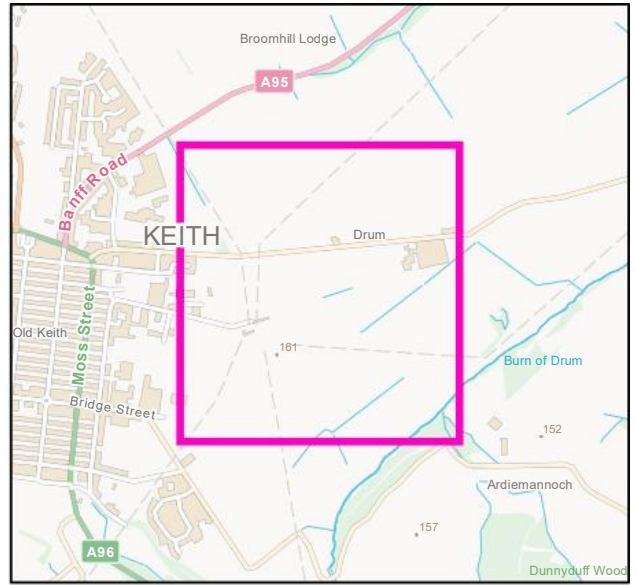 Broomhill Lodge
A95
Banff Road
KEITH
Drum
Moss Street
Old Keith
161
Burn of Drum
Bridge Street
152
Ardiemannoch
157
A96
Dunnyduff Wood